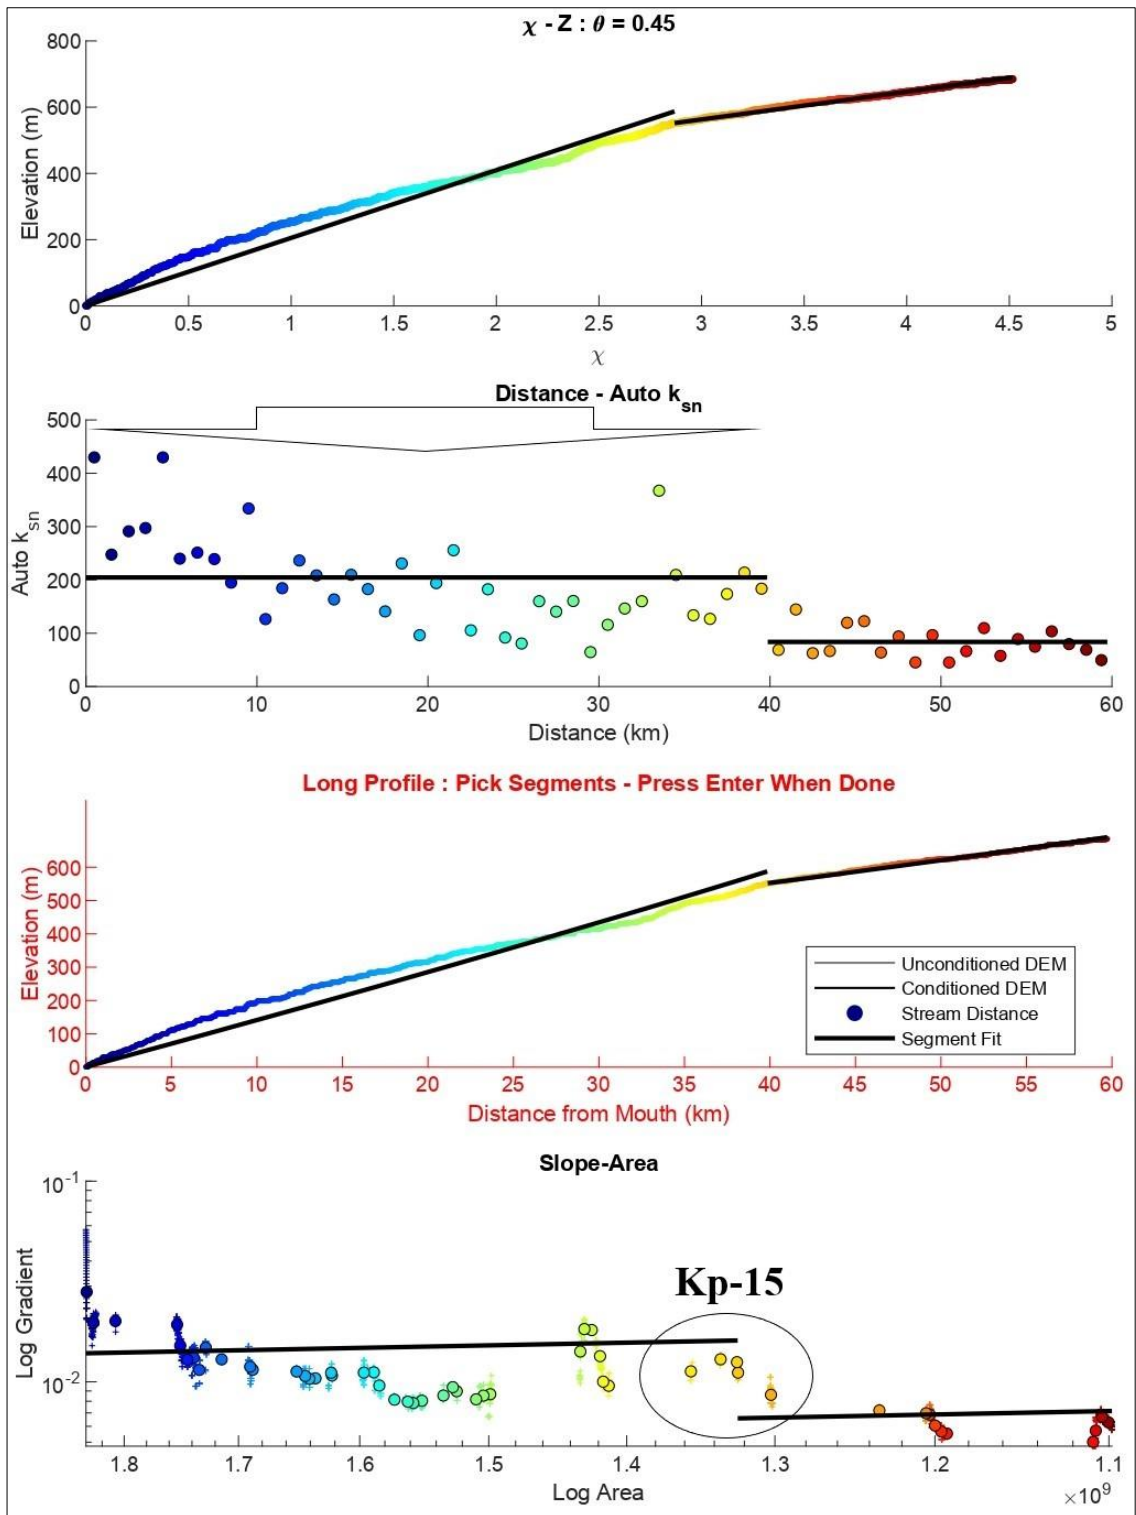 χ - Z : θ = 0.45
800
600
400
200
0
Elevation (m)
0 0.5 1 1.5 2 2.5 3 3.5 4 4.5 5
χ
Distance - Auto k_sn
500
400
300
200
100
0
Auto k_sn
0 10 20 30 40 50 60
Distance (km)
Long Profile : Pick Segments - Press Enter When Done
600
500
400
300
200
100
0
Elevation (m)
Unconditioned DEM
Conditioned DEM
Stream Distance
Segment Fit
0 5 10 15 20 25 30 35 40 45 50 55 60
Distance from Mouth (km)
Slope-Area
10^-1
10^-2
Log Gradient
Kp-15
1.8 1.7 1.6 1.5 1.4 1.3 1.2 1.1
Log Area
×10^9